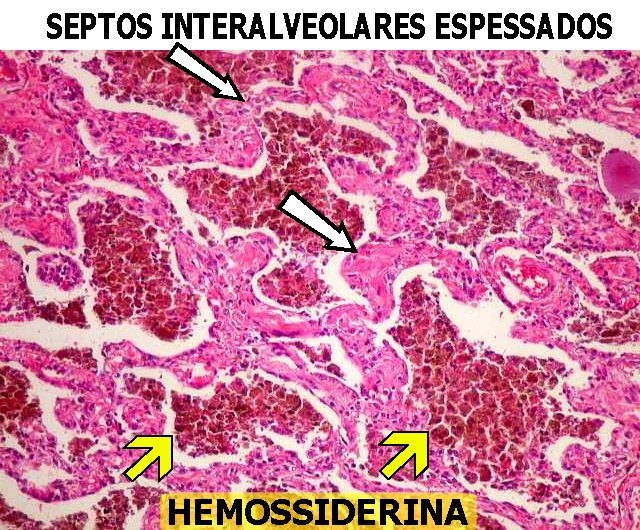 SEPTOS INTERALVEOLARES ESPESSADOS
HEMOSSIDERINA